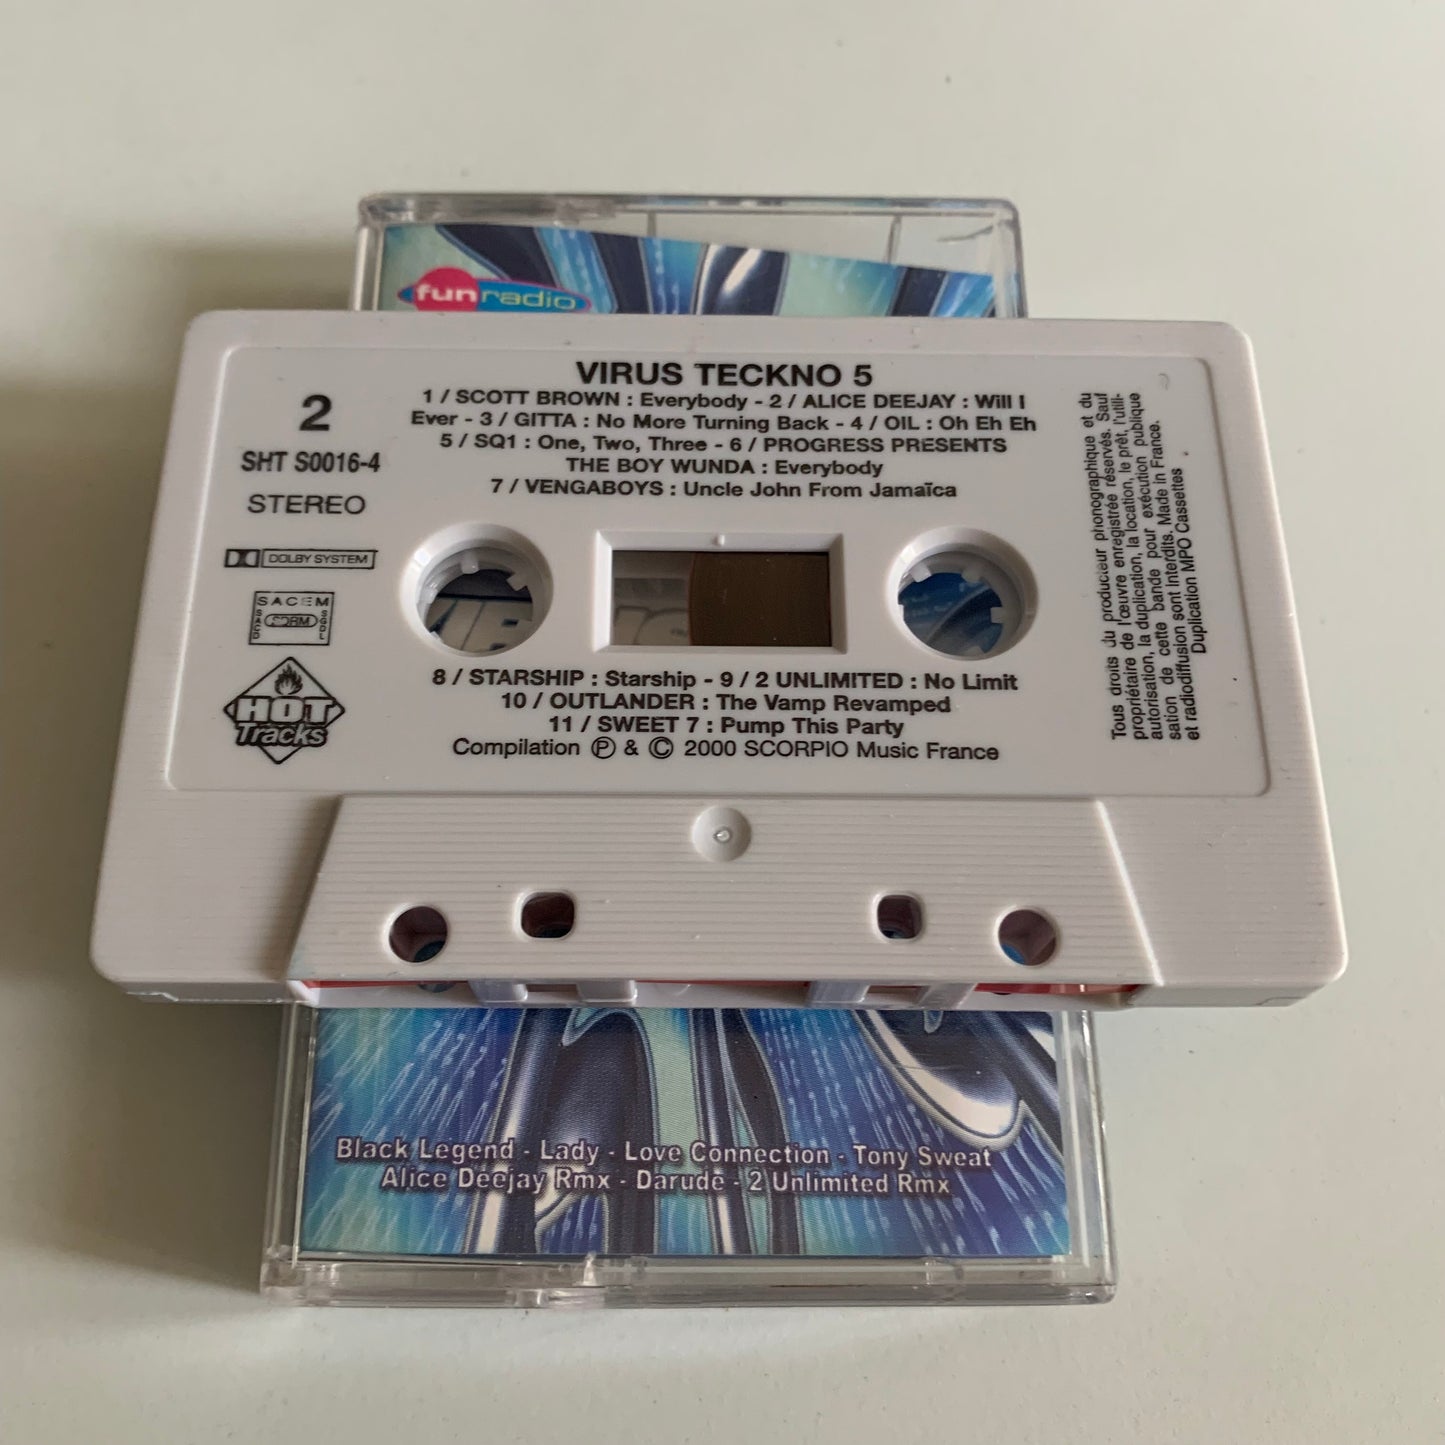 fun radio
VIRUS TECKNO 5
2
SHT S0016-4
STEREO
DOLBY SYSTEM
SACEM
SACD SDRM SGDL
HOT
Tracks
1 / SCOTT BROWN : Everybody - 2 / ALICE DEEJAY : Will I
Ever - 3 / GITTA : No More Turning Back - 4 / OIL : Oh Eh Eh
5 / SQ1 : One, Two, Three - 6 / PROGRESS PRESENTS
THE BOY WUNDA : Everybody
7 / VENGABOYS : Uncle John From Jamaïca
8 / STARSHIP : Starship - 9 / 2 UNLIMITED : No Limit
10 / OUTLANDER : The Vamp Revamped
11 / SWEET 7 : Pump This Party
Compilation Ⓟ & © 2000 SCORPIO Music France
Tous droits du producteur phonographique et du
propriétaire de l'œuvre enregistrée réservés. Sauf
autorisation, la duplication, la location, le prêt, l'utili-
sation de cette bande pour exécution publique
et radiodiffusion sont interdits. Made in France.
Duplication MPO Cassettes
Black Legend - Lady - Love Connection - Tony Sweat
Alice Deejay Rmx - Darude - 2 Unlimited Rmx